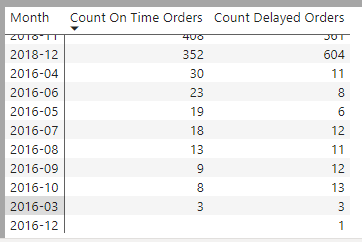 Month Count On Time Orders Count Delayed Orders
2018-11 408 561
2018-12 352 604
2016-04 30 11
2016-06 23 8
2016-05 19 6
2016-07 18 12
2016-08 13 11
2016-09 9 12
2016-10 8 13
2016-03 3 3
2016-12 1